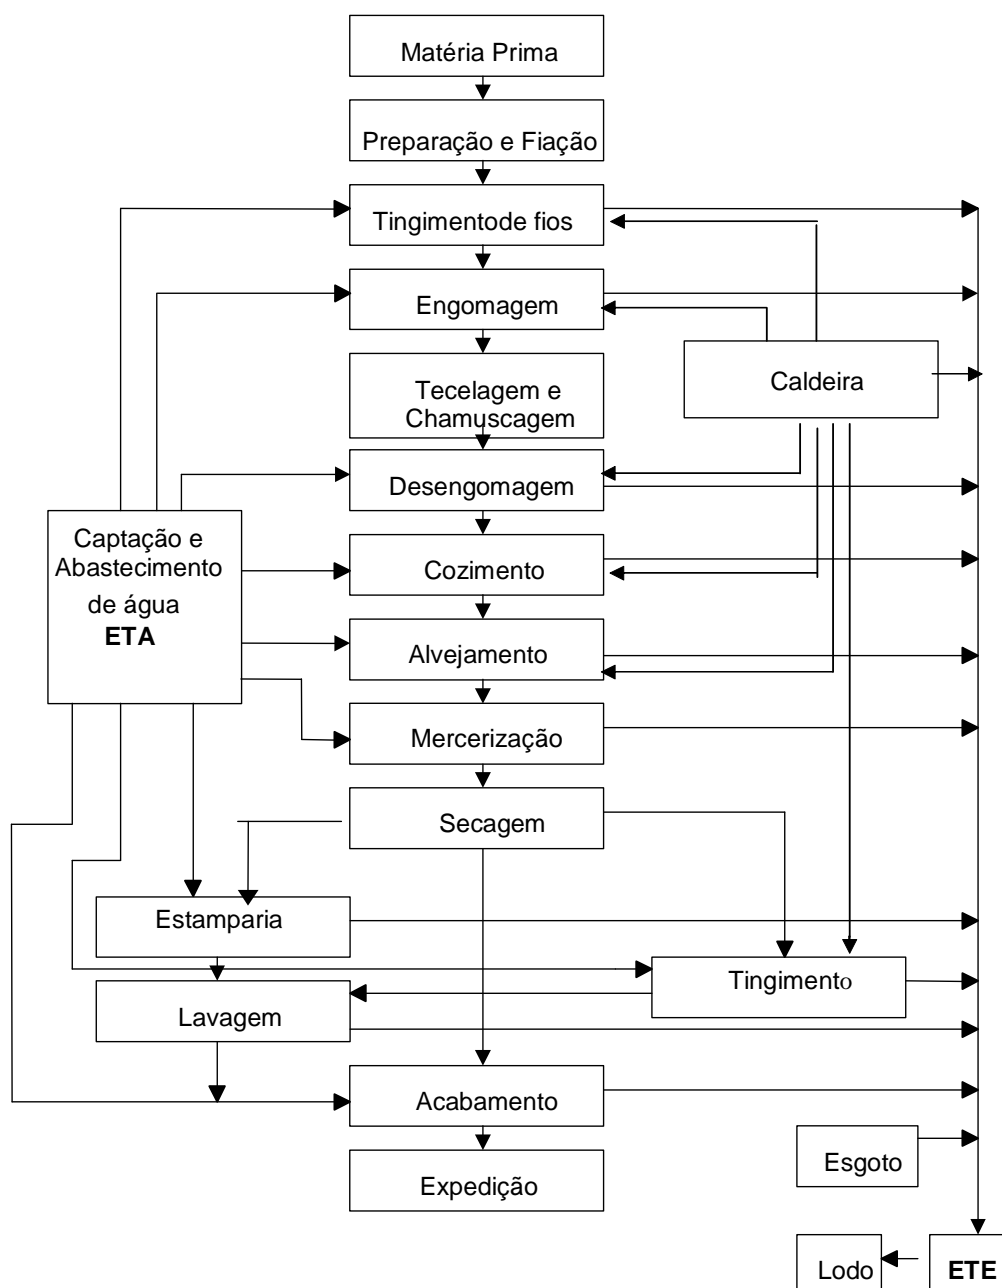 Matéria Prima
Preparação e Fiação
Tingimentode fios
Engomagem
Tecelagem e
Chamuscagem
Caldeira
Desengomagem
Captação e
Abastecimento
de água
ETA
Cozimento
Alvejamento
Mercerização
Secagem
Estamparia
Tingimento
Lavagem
Acabamento
Esgoto
Expedição
Lodo
ETE